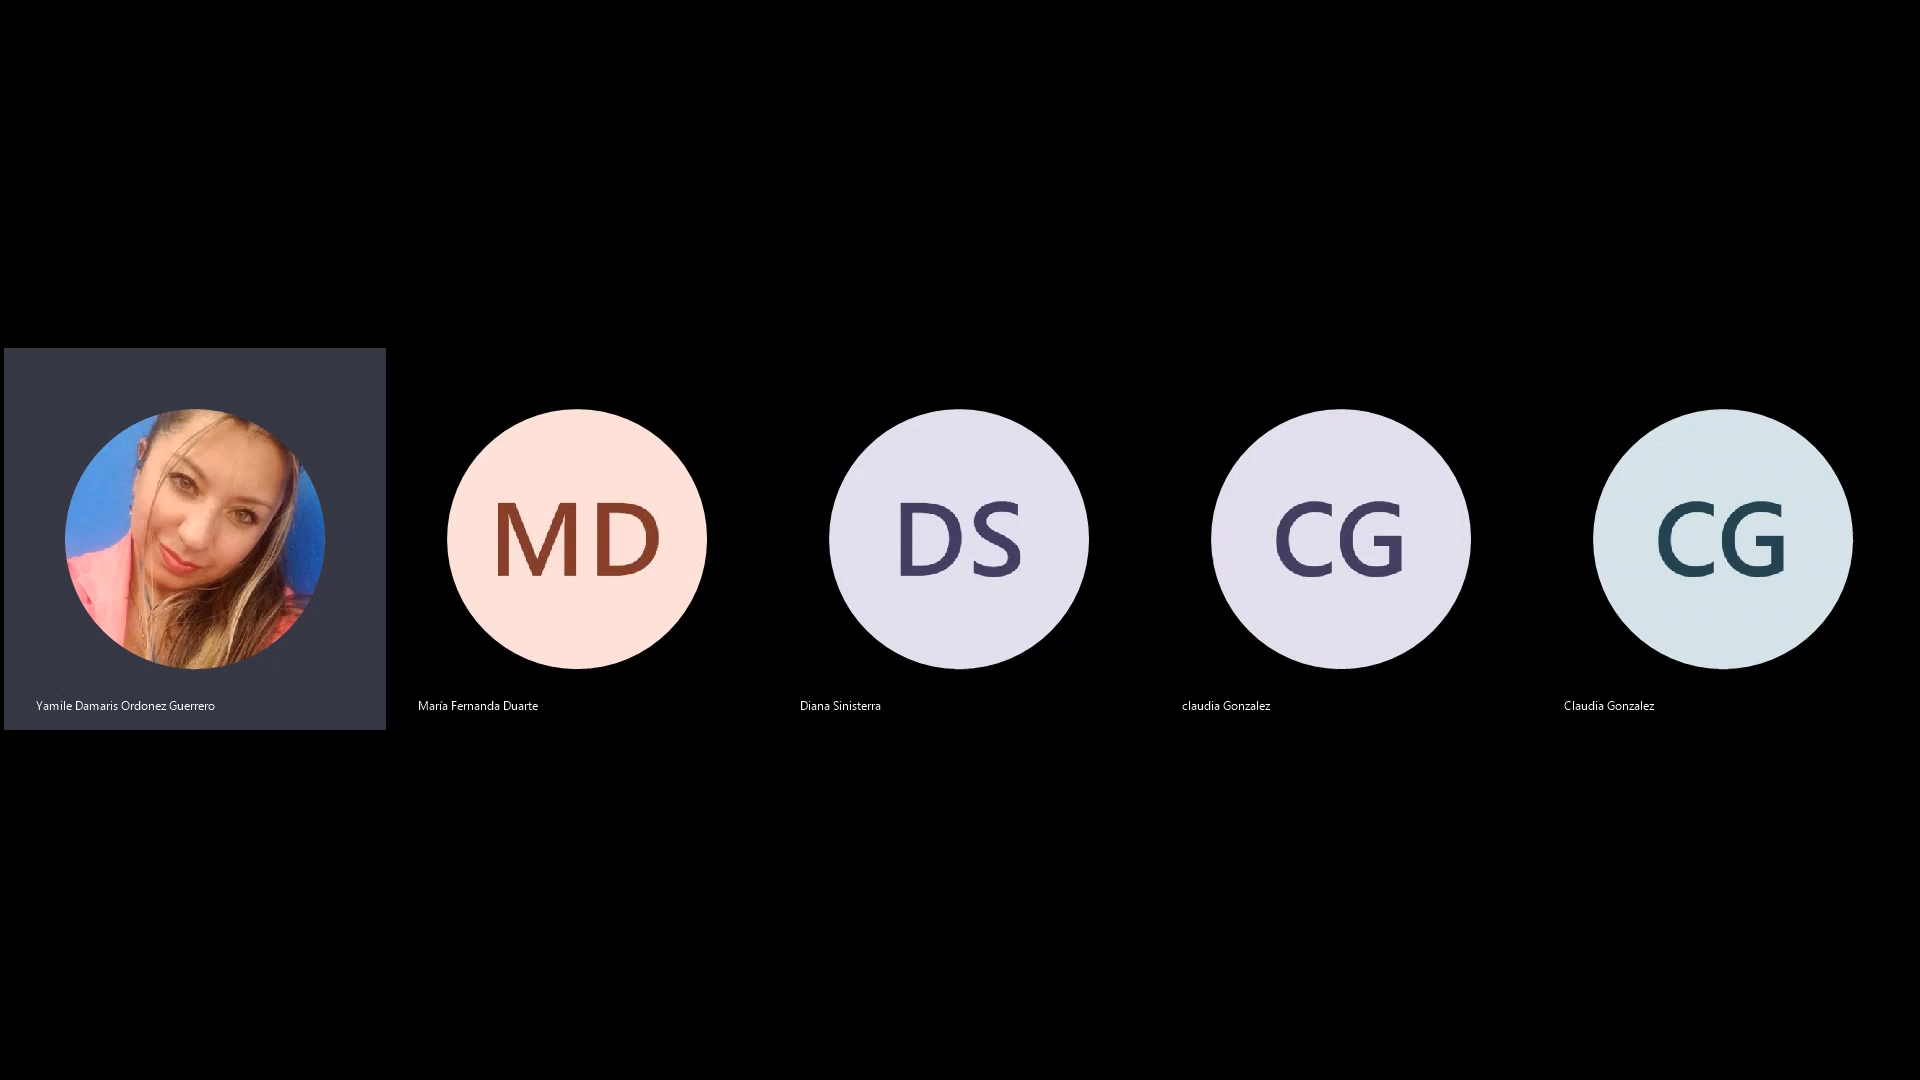 MD
DS
CG
CG
Yamile Damaris Ordonez Guerrero
María Fernanda Duarte
Diana Sinisterra
claudia Gonzalez
Claudia Gonzalez